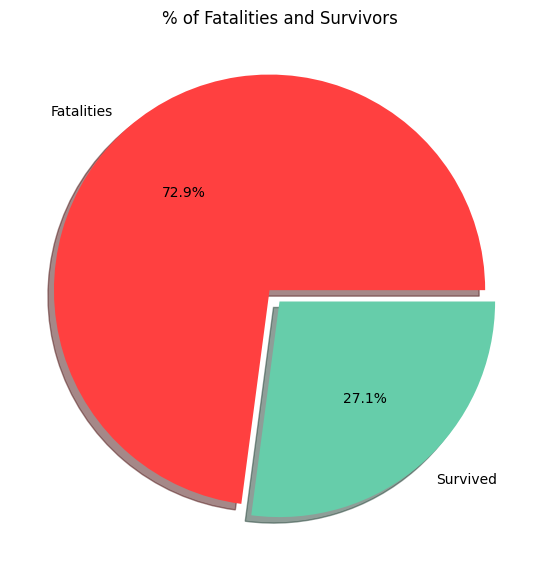 % of Fatalities and Survivors
Fatalities
72.9%
27.1%
Survived